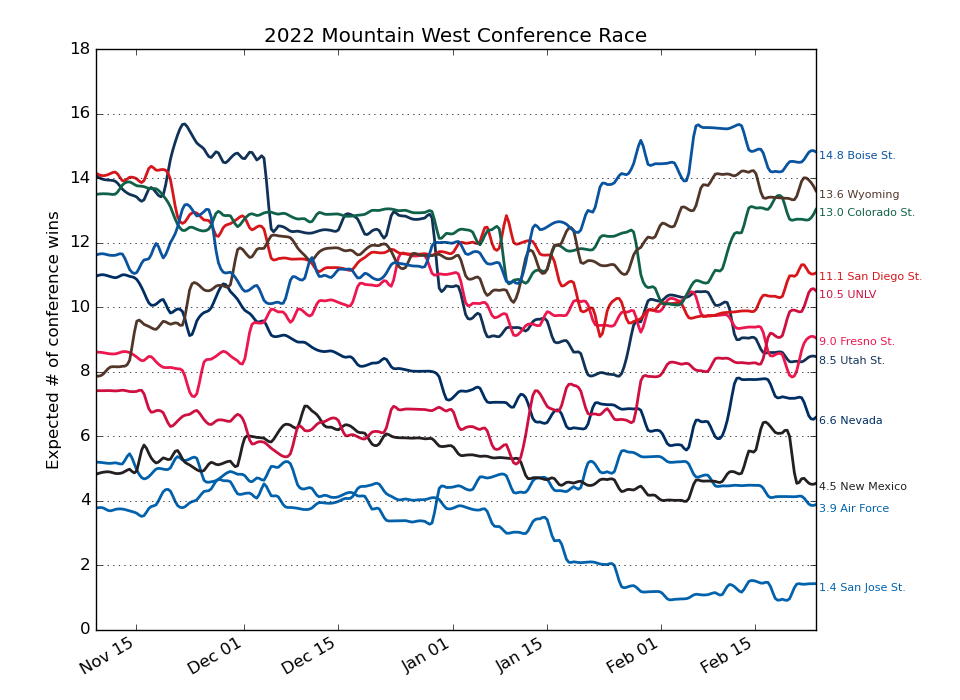 2022 Mountain West Conference Race
Expected # of conference wins
18
16
14
12
10
8
6
4
2
0
14.8 Boise St.
13.6 Wyoming
13.0 Colorado St.
11.1 San Diego St.
10.5 UNLV
9.0 Fresno St.
8.5 Utah St.
6.6 Nevada
4.5 New Mexico
3.9 Air Force
1.4 San Jose St.
Nov 15
Dec 01
Dec 15
Jan 01
Jan 15
Feb 01
Feb 15